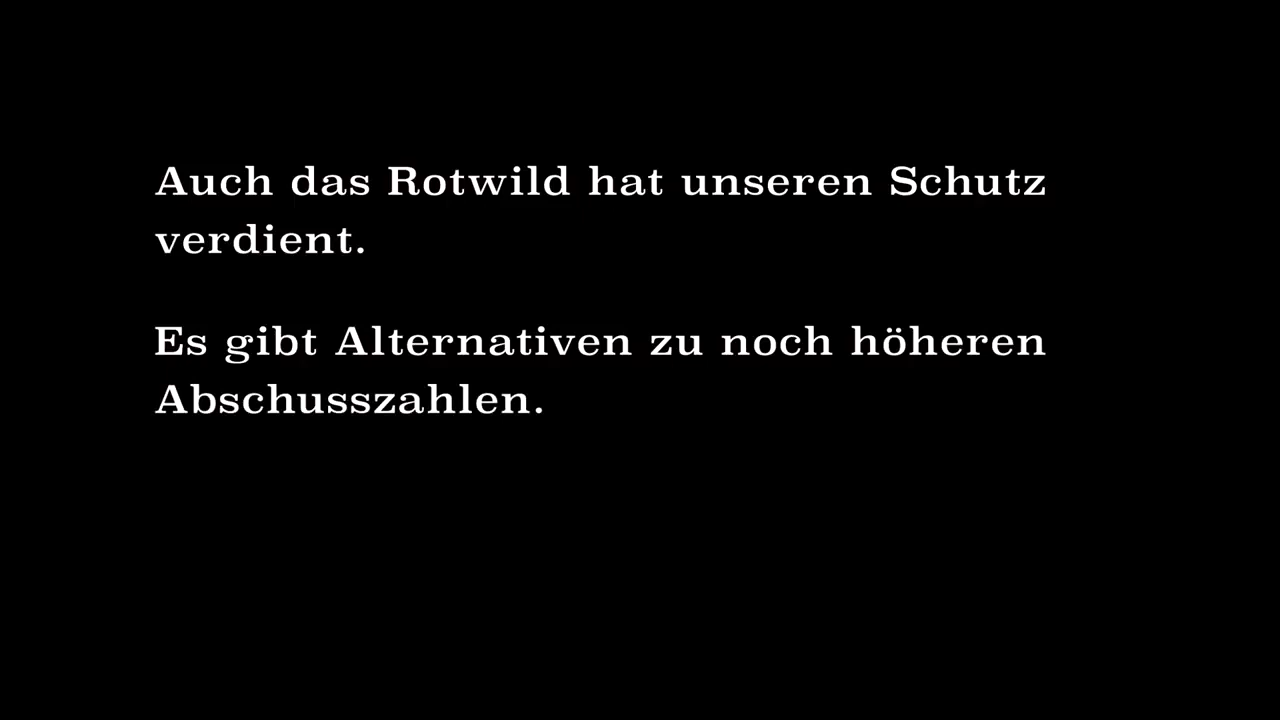 Auch das Rotwild hat unseren Schutz
verdient.
Es gibt Alternativen zu noch höheren
Abschusszahlen.